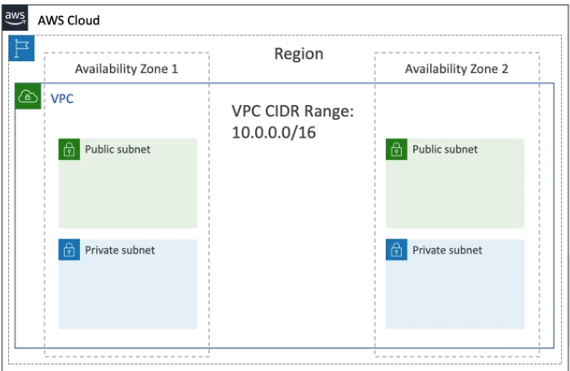 aws
AWS Cloud
Region
Availability Zone 1
Availability Zone 2
VPC
VPC CIDR Range:
10.0.0.0/16
Public subnet
Public subnet
Private subnet
Private subnet